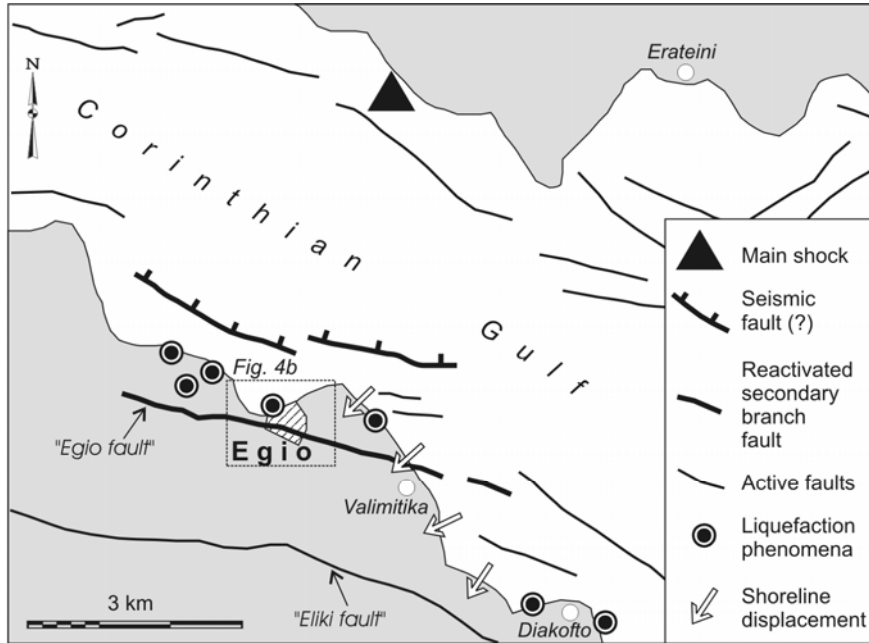 N
Erateini
Corinthian
Gulf
Fig. 4b
"Egio fault"
Egio
Valimitika
"Eliki fault"
3 km
Diakofto
Main shock
Seismic
fault (?)
Reactivated
secondary
branch
fault
Active faults
Liquefaction
phenomena
Shoreline
displacement